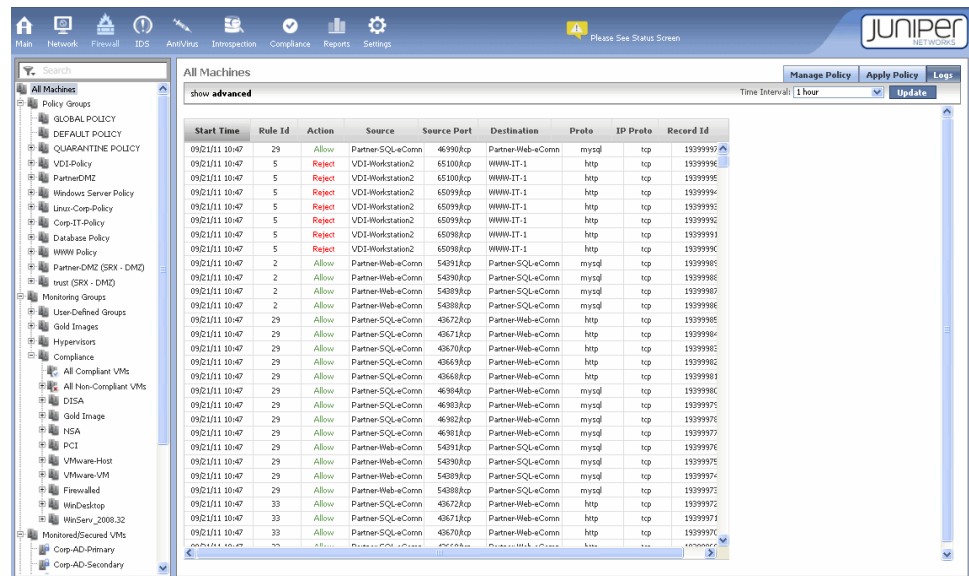 Main Network Firewall IDS AntiVirus Introspection Compliance Reports Settings
Please See Status Screen
JUNIPER
NETWORKS
Search
All Machines
Policy Groups
GLOBAL POLICY
DEFAULT POLICY
QUARANTINE POLICY
VDI-Policy
PartnerDMZ
Windows Server Policy
Linux-Corp-Policy
Corp-IT-Policy
Database Policy
WWW Policy
Partner-DMZ (SRX - DMZ)
trust (SRX - DMZ)
Monitoring Groups
User-Defined Groups
Gold Images
Hypervisors
Compliance
All Compliant VMs
All Non-Compliant VMs
DISA
Gold Image
NSA
PCI
VMware-Host
VMware-VM
Firewalled
WinDesktop
WinServ_2008.32
Monitored/Secured VMs
Corp-AD-Primary
Corp-AD-Secondary
All Machines
Manage Policy Apply Policy Logs
show advanced
Time Interval: 1 hour Update
Start Time Rule Id Action Source Source Port Destination Proto IP Proto Record Id
09/21/11 10:47 29 Allow Partner-SQL-eComn 46990/tcp Partner-Web-eComn mysql tcp 19399997
09/21/11 10:47 5 Reject VDI-Workstation2 65100/tcp WWW-IT-1 http tcp 19399996
09/21/11 10:47 5 Reject VDI-Workstation2 65100/tcp WWW-IT-1 http tcp 19399995
09/21/11 10:47 5 Reject VDI-Workstation2 65099/tcp WWW-IT-1 http tcp 19399994
09/21/11 10:47 5 Reject VDI-Workstation2 65099/tcp WWW-IT-1 http tcp 19399993
09/21/11 10:47 5 Reject VDI-Workstation2 65099/tcp WWW-IT-1 http tcp 19399992
09/21/11 10:47 5 Reject VDI-Workstation2 65098/tcp WWW-IT-1 http tcp 19399991
09/21/11 10:47 5 Reject VDI-Workstation2 65098/tcp WWW-IT-1 http tcp 19399990
09/21/11 10:47 2 Allow Partner-Web-eComn 54391/tcp Partner-SQL-eComn mysql tcp 19399989
09/21/11 10:47 2 Allow Partner-Web-eComn 54390/tcp Partner-SQL-eComn mysql tcp 19399988
09/21/11 10:47 2 Allow Partner-Web-eComn 54389/tcp Partner-SQL-eComn mysql tcp 19399987
09/21/11 10:47 2 Allow Partner-Web-eComn 54388/tcp Partner-SQL-eComn mysql tcp 19399986
09/21/11 10:47 29 Allow Partner-SQL-eComn 43672/tcp Partner-Web-eComn http tcp 19399985
09/21/11 10:47 29 Allow Partner-SQL-eComn 43671/tcp Partner-Web-eComn http tcp 19399984
09/21/11 10:47 29 Allow Partner-SQL-eComn 43670/tcp Partner-Web-eComn http tcp 19399983
09/21/11 10:47 29 Allow Partner-SQL-eComn 43669/tcp Partner-Web-eComn http tcp 19399982
09/21/11 10:47 29 Allow Partner-SQL-eComn 43668/tcp Partner-Web-eComn http tcp 19399981
09/21/11 10:47 29 Allow Partner-SQL-eComn 46984/tcp Partner-Web-eComn mysql tcp 19399980
09/21/11 10:47 29 Allow Partner-SQL-eComn 46983/tcp Partner-Web-eComn mysql tcp 19399979
09/21/11 10:47 29 Allow Partner-SQL-eComn 46982/tcp Partner-Web-eComn mysql tcp 19399978
09/21/11 10:47 29 Allow Partner-SQL-eComn 46981/tcp Partner-Web-eComn mysql tcp 19399977
09/21/11 10:47 29 Allow Partner-Web-eComn 54391/tcp Partner-SQL-eComn mysql tcp 19399976
09/21/11 10:47 29 Allow Partner-Web-eComn 54390/tcp Partner-SQL-eComn mysql tcp 19399975
09/21/11 10:47 29 Allow Partner-Web-eComn 54389/tcp Partner-SQL-eComn mysql tcp 19399974
09/21/11 10:47 29 Allow Partner-Web-eComn 54388/tcp Partner-SQL-eComn mysql tcp 19399973
09/21/11 10:47 33 Allow Partner-SQL-eComn 43672/tcp Partner-Web-eComn http tcp 19399972
09/21/11 10:47 33 Allow Partner-SQL-eComn 43671/tcp Partner-Web-eComn http tcp 19399971
09/21/11 10:47 33 Allow Partner-SQL-eComn 43670/tcp Partner-Web-eComn http tcp 19399970